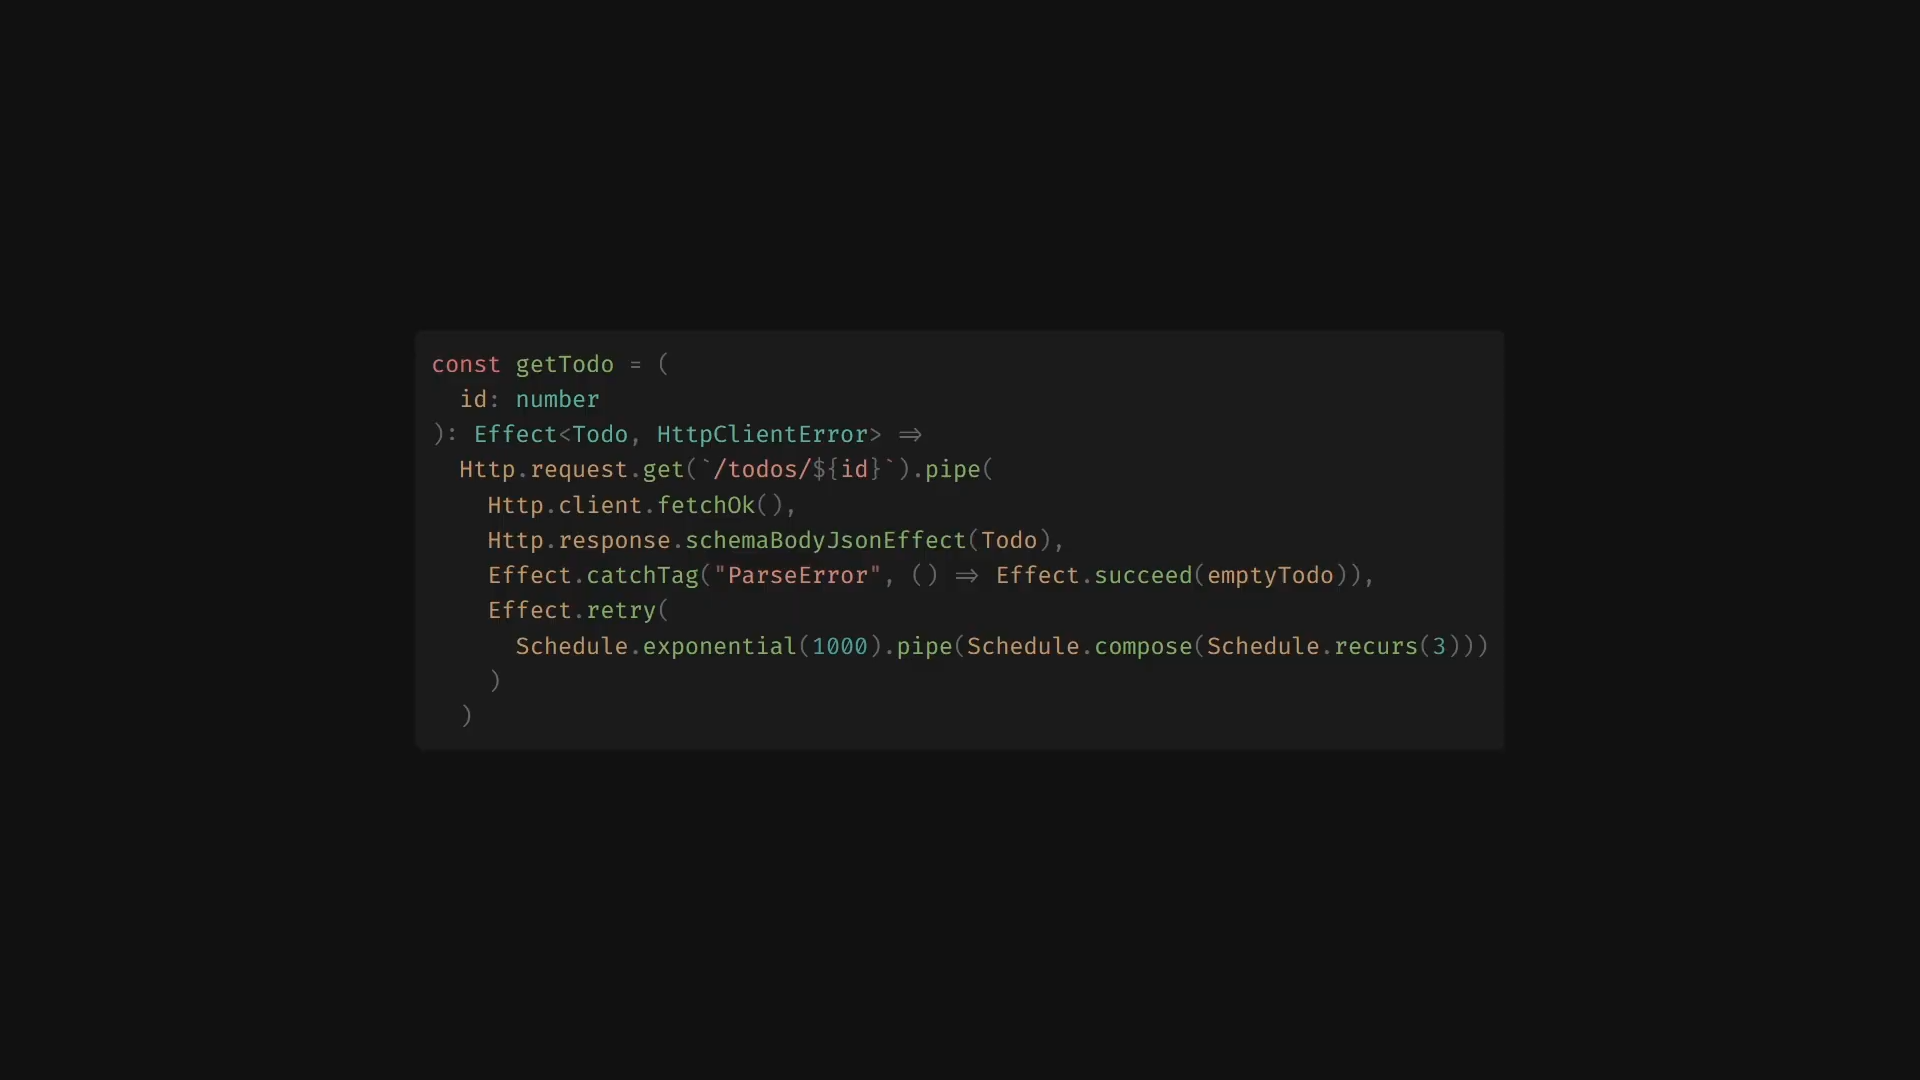 const getTodo = (
  id: number
): Effect<Todo, HttpClientError> =>
  Http.request.get(`/todos/${id}`).pipe(
    Http.client.fetchOk(),
    Http.response.schemaBodyJsonEffect(Todo),
    Effect.catchTag("ParseError", () => Effect.succeed(emptyTodo)),
    Effect.retry(
      Schedule.exponential(1000).pipe(Schedule.compose(Schedule.recurs(3)))
    )
  )